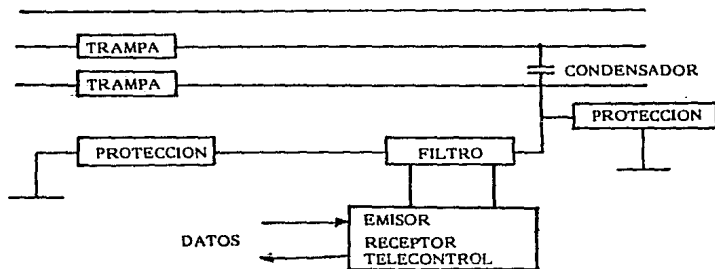 TRAMPA
CONDENSADOR
TRAMPA
PROTECCION
PROTECCION
FILTRO
EMISOR
DATOS
RECEPTOR
TELECONTROL